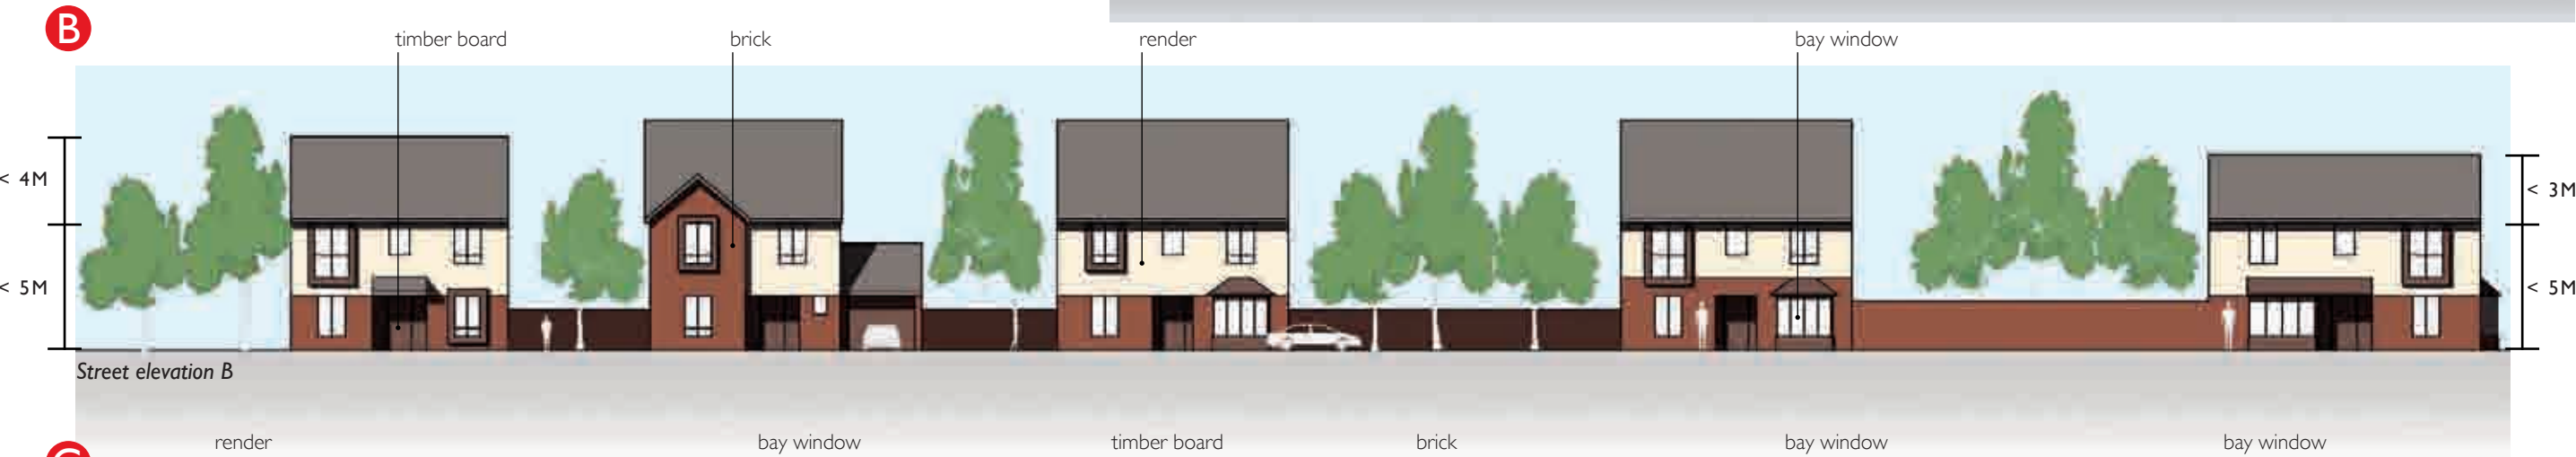 B
timber board
brick
render
bay window
< 4M
< 3M
< 5M
< 5M
Street elevation B
render
bay window
timber board
brick
bay window
bay window